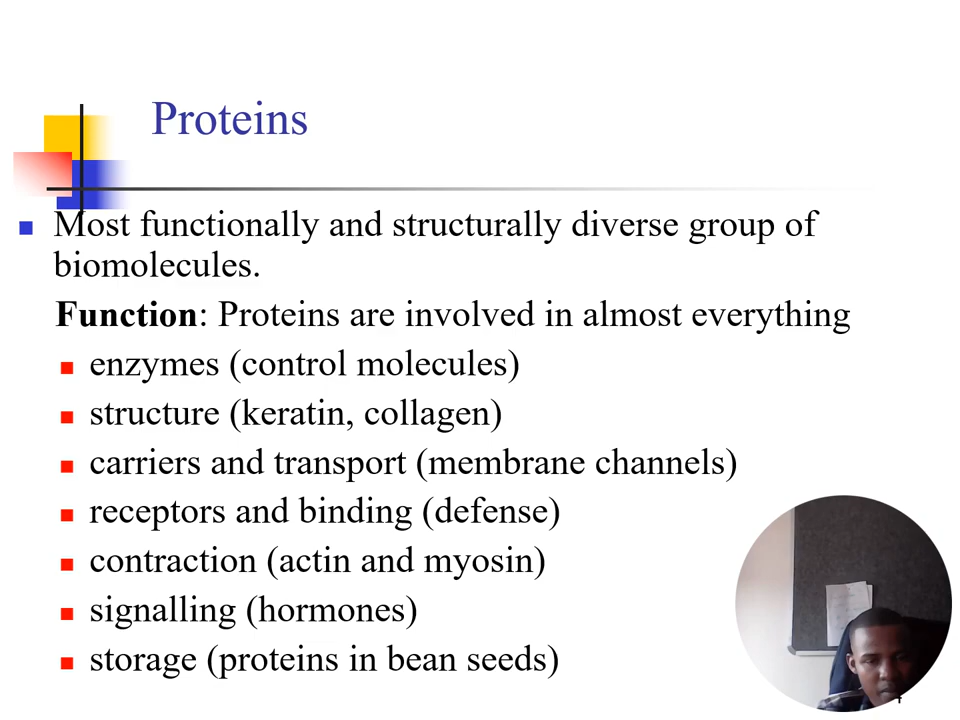 Proteins
Most functionally and structurally diverse group of
biomolecules.
Function: Proteins are involved in almost everything
enzymes (control molecules)
structure (keratin, collagen)
carriers and transport (membrane channels)
receptors and binding (defense)
contraction (actin and myosin)
signalling (hormones)
storage (proteins in bean seeds)